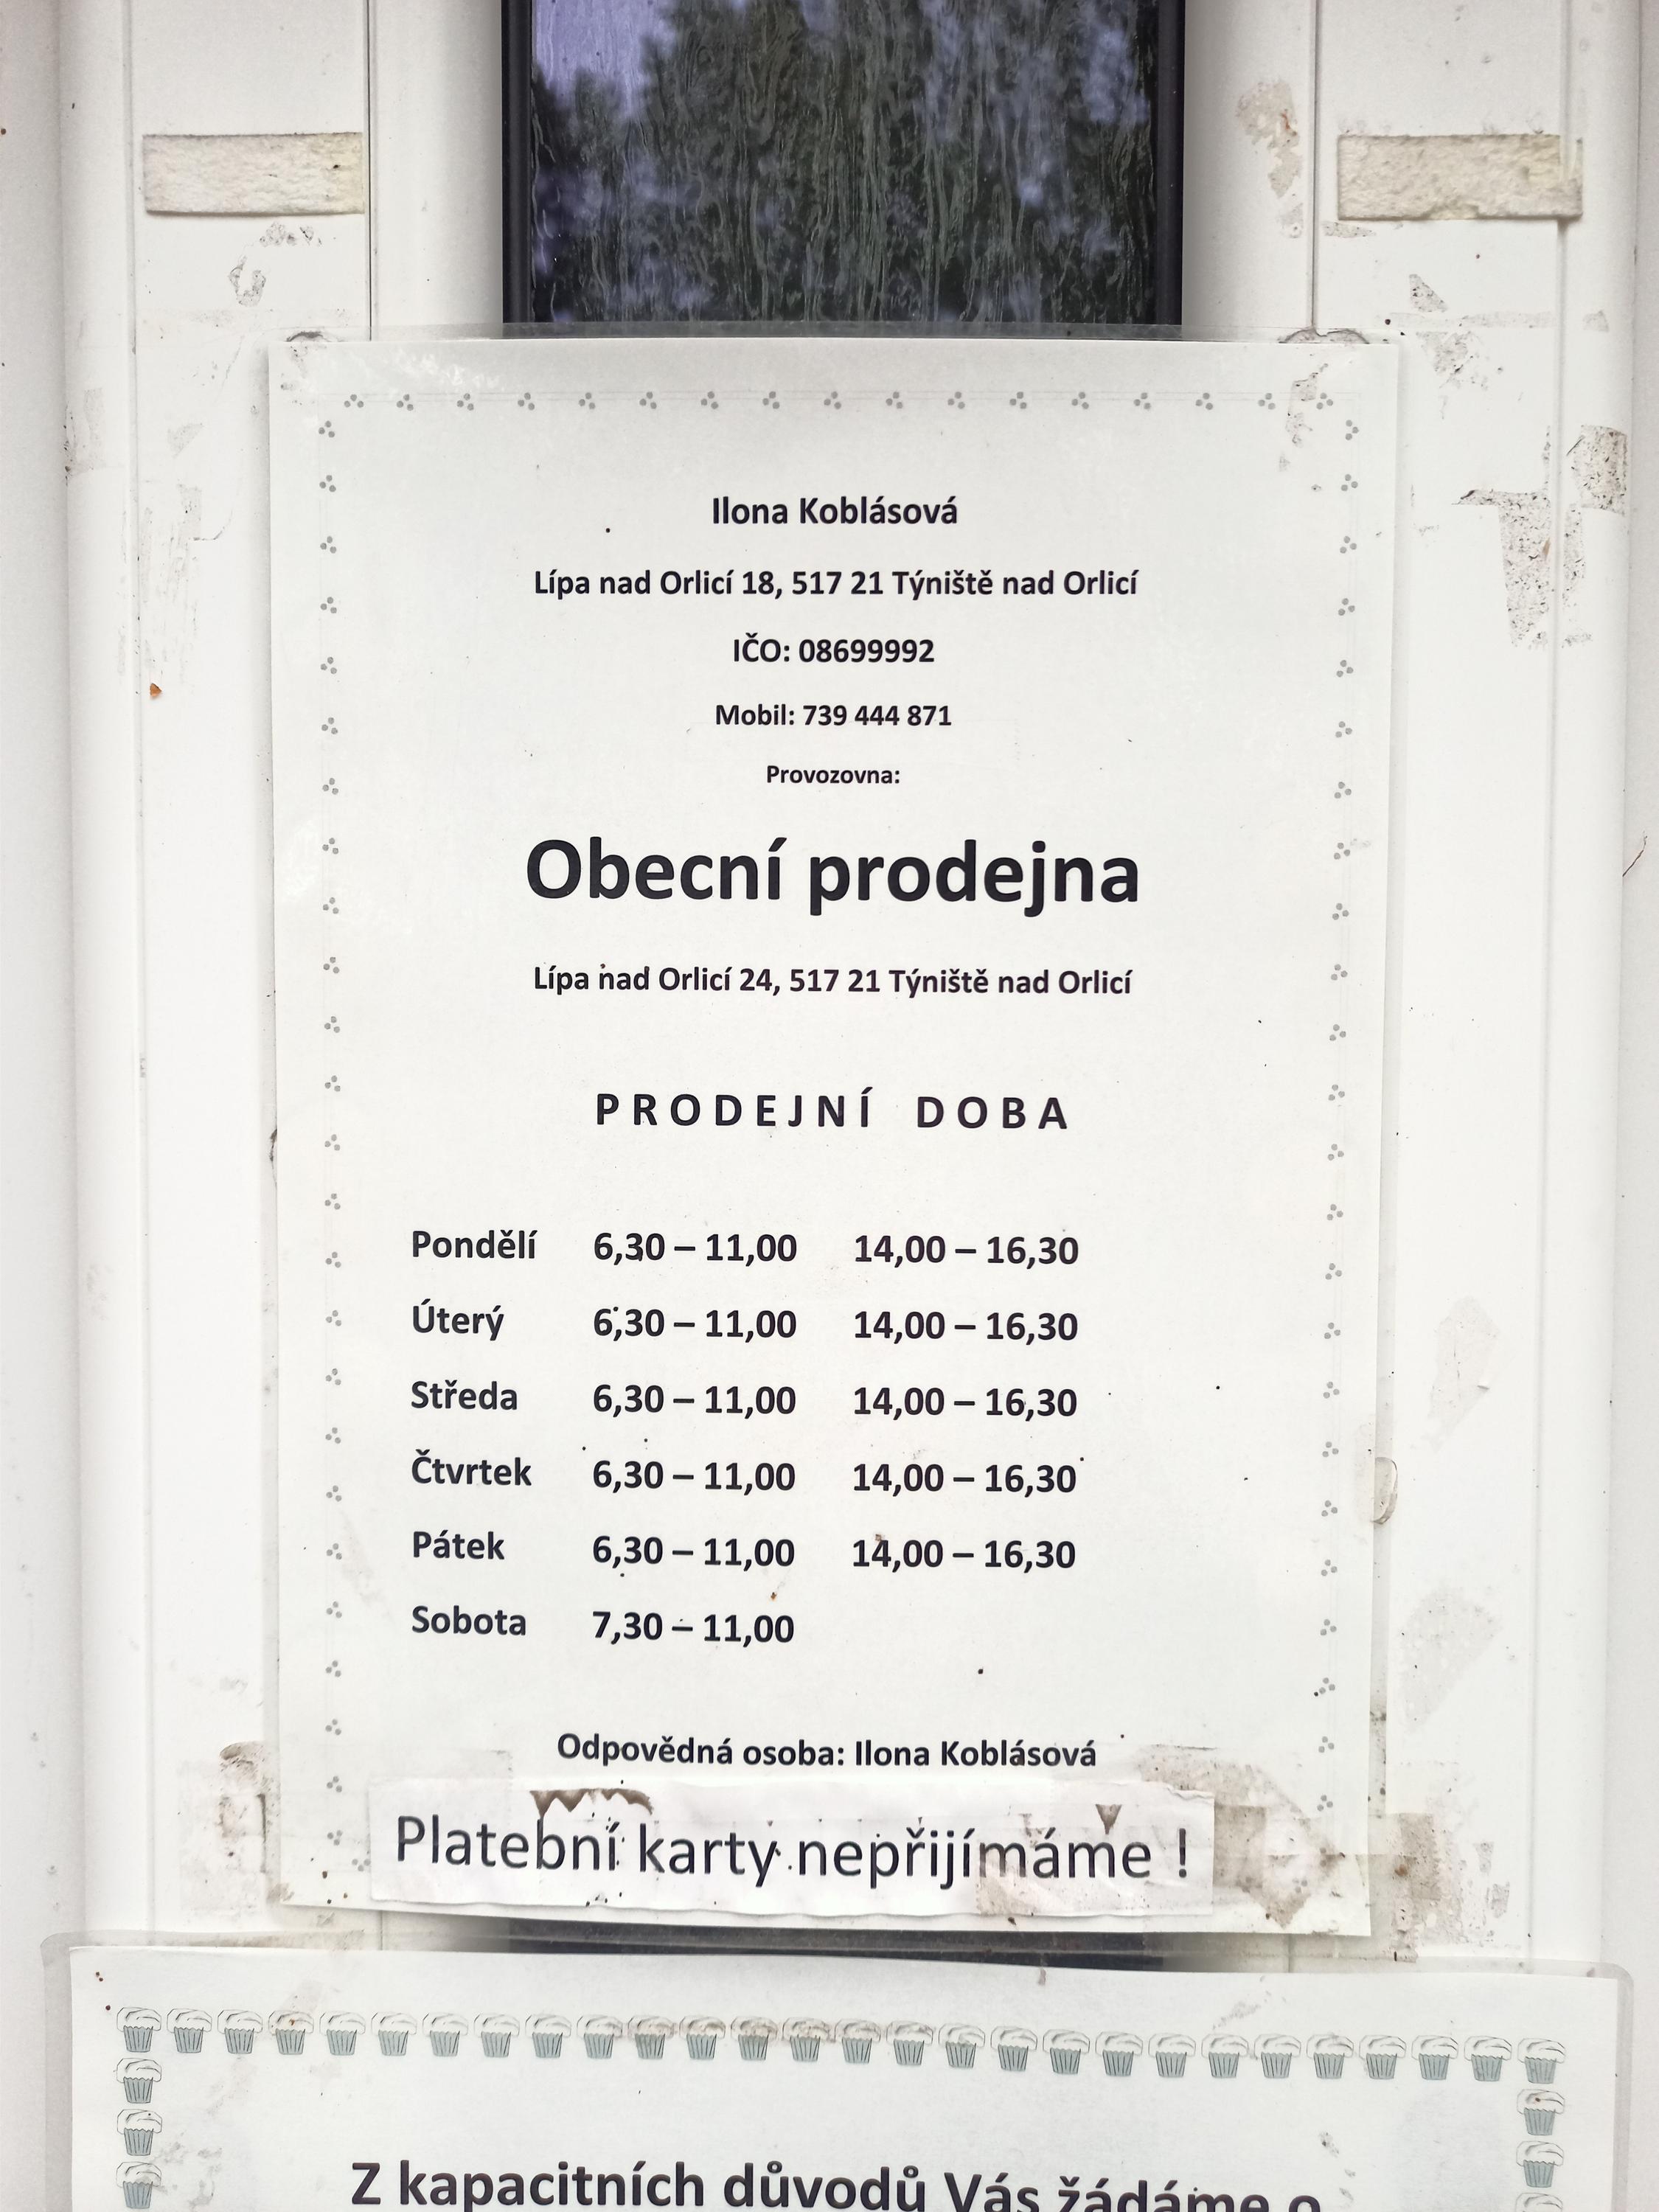 Ilona Koblásová
Lípa nad Orlicí 18, 517 21 Týniště nad Orlicí
IČO: 08699992
Mobil: 739 444 871
Provozovna:
Obecní prodejna
Lípa nad Orlicí 24, 517 21 Týniště nad Orlicí
PRODEJNÍ DOBA
Pondělí 6,30 – 11,00 14,00 – 16,30
Úterý 6,30 – 11,00 14,00 – 16,30
Středa 6,30 – 11,00 14,00 – 16,30
Čtvrtek 6,30 – 11,00 14,00 – 16,30
Pátek 6,30 – 11,00 14,00 – 16,30
Sobota 7,30 – 11,00
Odpovědná osoba: Ilona Koblásová
Platební karty nepřijímáme !
Z kapacitních důvodů Vás žádáme o